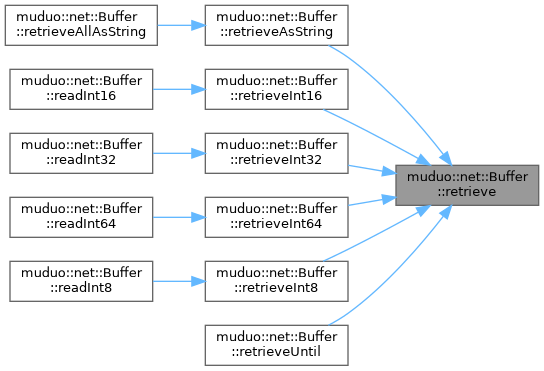 muduo::net::Buffer
::retrieveAllAsString
muduo::net::Buffer
::retrieveAsString
muduo::net::Buffer
::readInt16
muduo::net::Buffer
::retrieveInt16
muduo::net::Buffer
::readInt32
muduo::net::Buffer
::retrieveInt32
muduo::net::Buffer
::retrieve
muduo::net::Buffer
::readInt64
muduo::net::Buffer
::retrieveInt64
muduo::net::Buffer
::readInt8
muduo::net::Buffer
::retrieveInt8
muduo::net::Buffer
::retrieveUntil